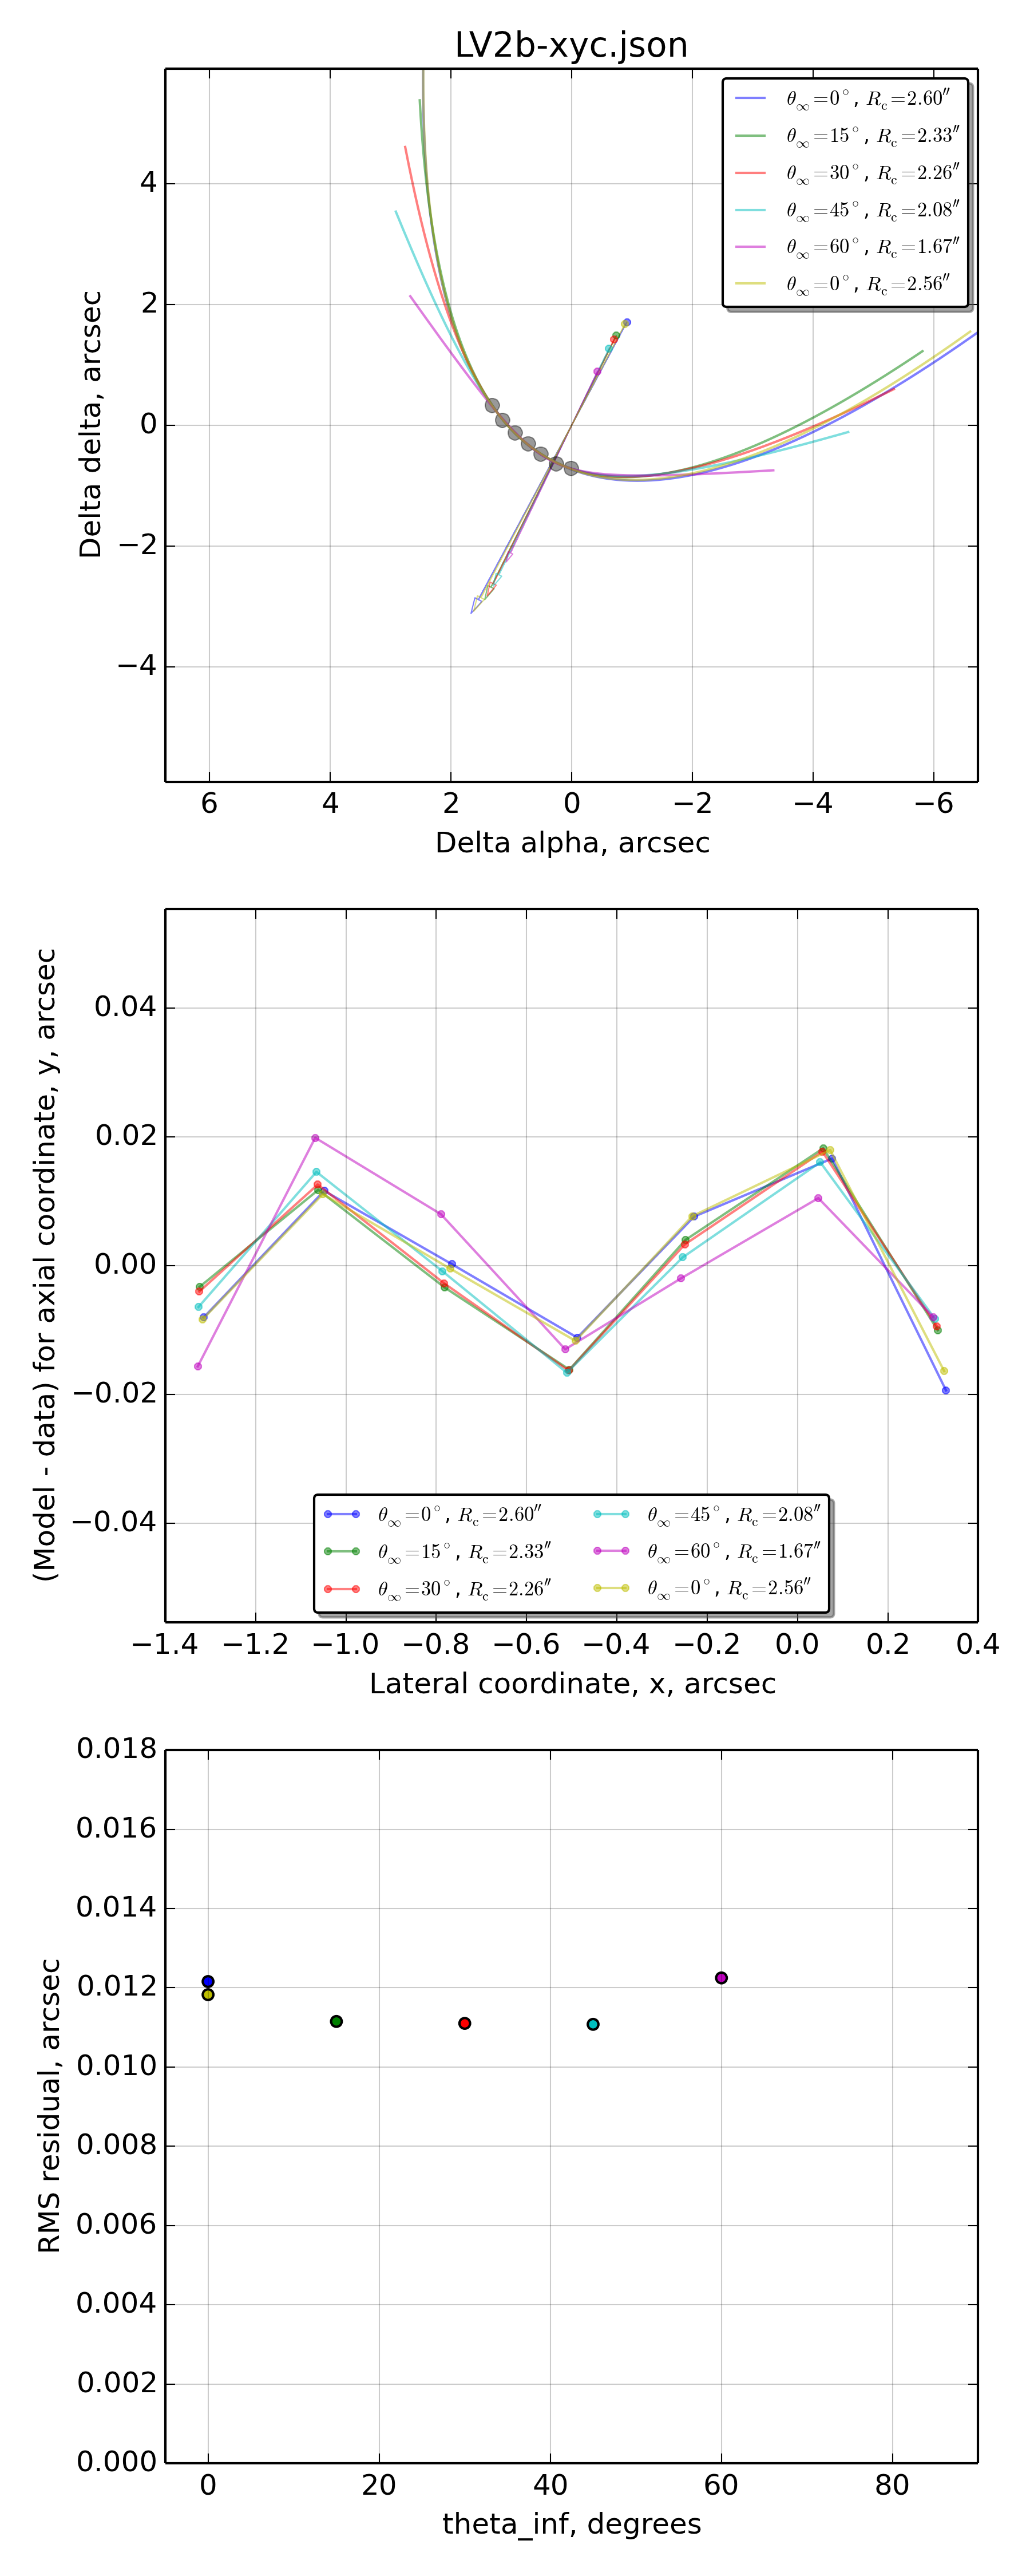 LV2b-xyc.json
θ∞=0°, Rc=2.60″
θ∞=15°, Rc=2.33″
θ∞=30°, Rc=2.26″
θ∞=45°, Rc=2.08″
θ∞=60°, Rc=1.67″
θ∞=0°, Rc=2.56″
Delta delta, arcsec
4
2
0
−2
−4
6 4 2 0 −2 −4 −6
Delta alpha, arcsec
(Model - data) for axial coordinate, y, arcsec
0.04
0.02
0.00
−0.02
−0.04
θ∞=0°, Rc=2.60″ θ∞=45°, Rc=2.08″
θ∞=15°, Rc=2.33″ θ∞=60°, Rc=1.67″
θ∞=30°, Rc=2.26″ θ∞=0°, Rc=2.56″
−1.4 −1.2 −1.0 −0.8 −0.6 −0.4 −0.2 0.0 0.2 0.4
Lateral coordinate, x, arcsec
RMS residual, arcsec
0.018
0.016
0.014
0.012
0.010
0.008
0.006
0.004
0.002
0.000
0 20 40 60 80
theta_inf, degrees